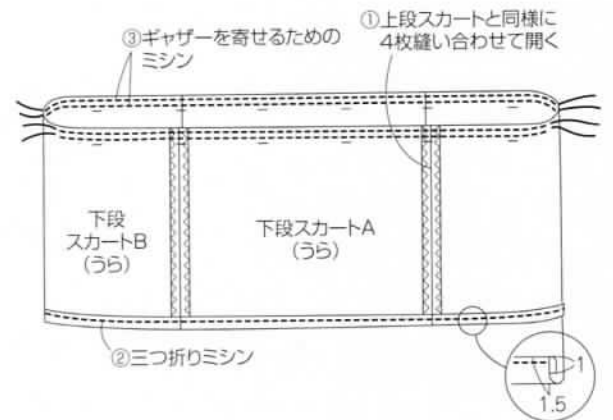 ①上段スカートと同様に
4枚縫い合わせて開く
③ギャザーを寄せるための
ミシン
下段
スカートB
(うら)
下段スカートA
(うら)
②三つ折りミシン
1
1.5